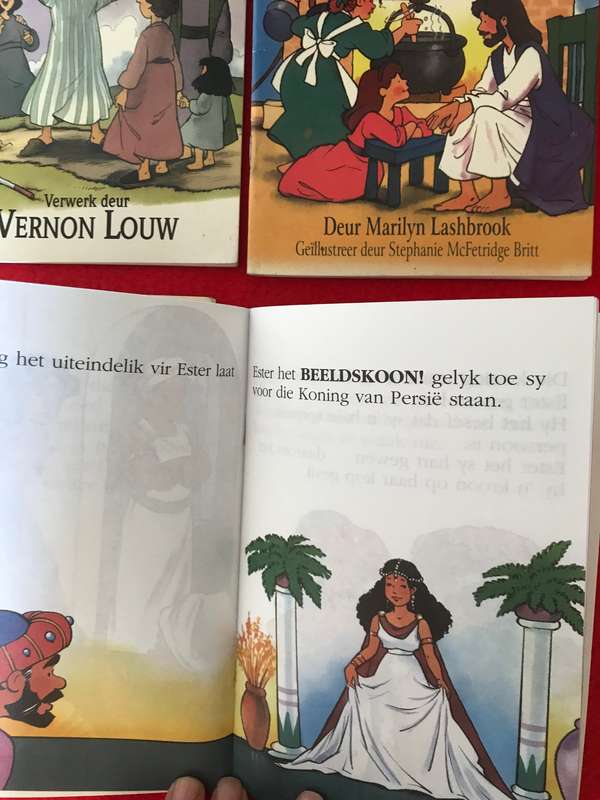 Verwerk deur
VERNON LOUW
Deur Marilyn Lashbrook
Geïllustreer deur Stephanie McFetridge Britt
g het uiteindelik vir Ester laat
Ester het BEELDSKOON! gelyk toe sy
voor die Koning van Persië staan.